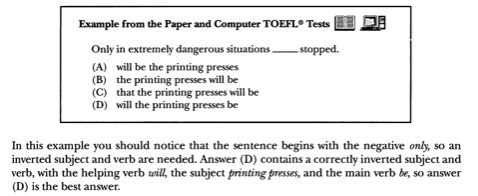 Example from the Paper and Computer TOEFL® Tests
Only in extremely dangerous situations _____ stopped.
(A) will be the printing presses
(B) the printing presses will be
(C) that the printing presses will be
(D) will the printing presses be
In this example you should notice that the sentence begins with the negative only, so an
inverted subject and verb are needed. Answer (D) contains a correctly inverted subject and
verb, with the helping verb will, the subject printing presses, and the main verb be, so answer
(D) is the best answer.